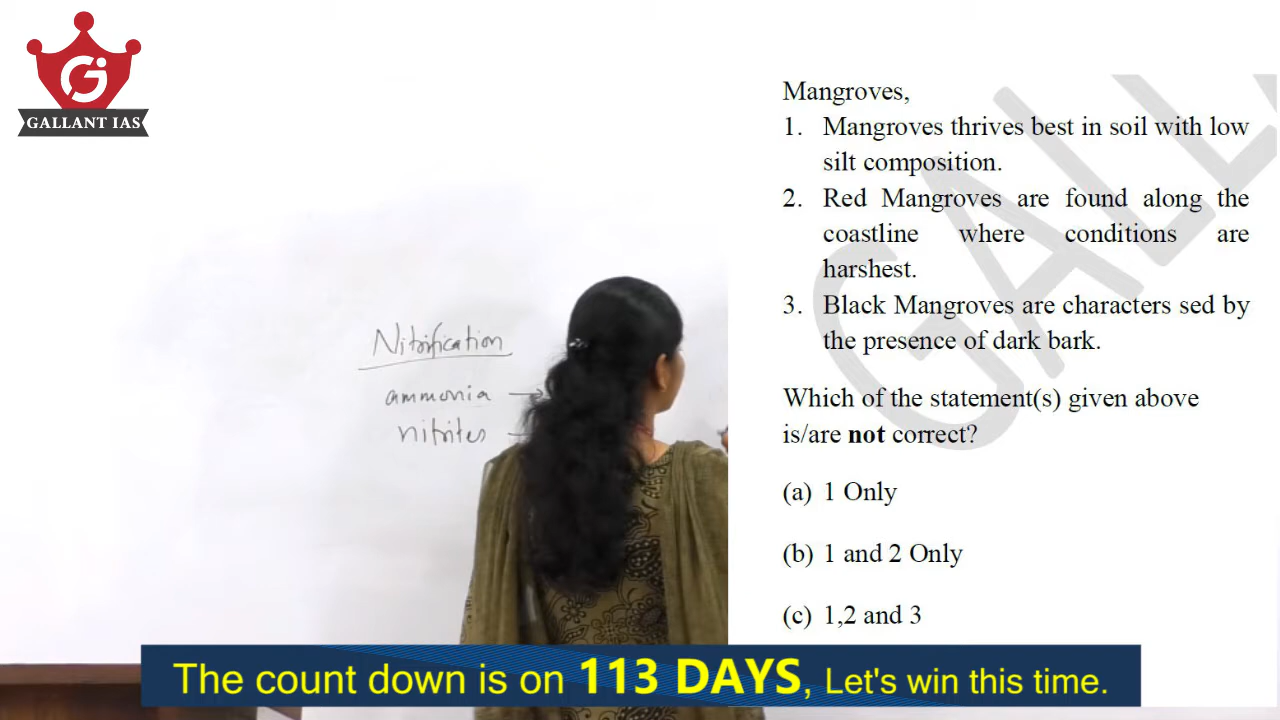 GALLANT IAS
Mangroves,
1. Mangroves thrives best in soil with low
silt composition.
2. Red Mangroves are found along the
coastline where conditions are
harshest.
3. Black Mangroves are characters sed by
the presence of dark bark.
Which of the statement(s) given above
is/are not correct?
(a) 1 Only
(b) 1 and 2 Only
(c) 1,2 and 3
Nitrification
ammonia →
nitrites
The count down is on 113 DAYS, Let's win this time.
GALL